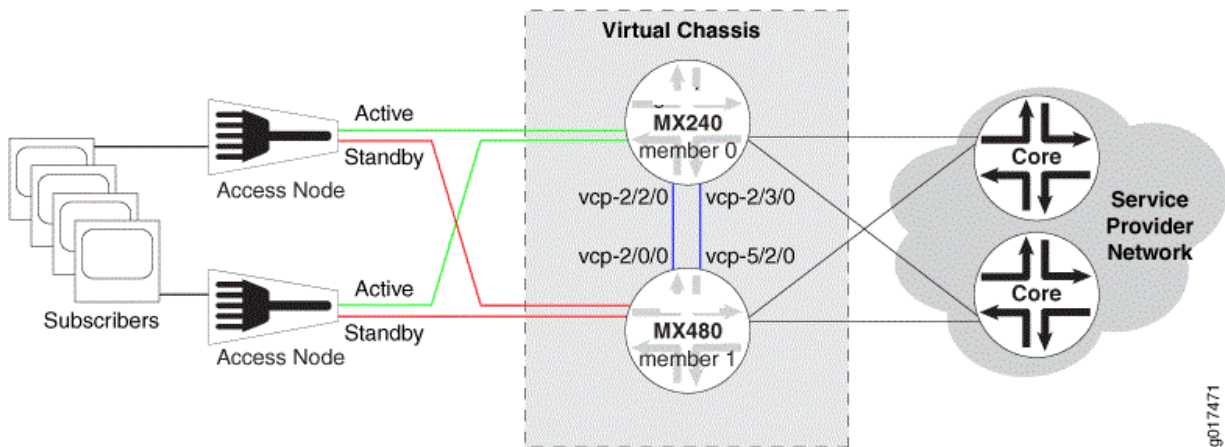 Virtual Chassis
Active
Standby
Access Node
MX240
member 0
vcp-2/2/0
vcp-2/3/0
Core
Service
Provider
Network
vcp-2/0/0
vcp-5/2/0
Active
Standby
Access Node
Subscribers
MX480
member 1
Core
g017471